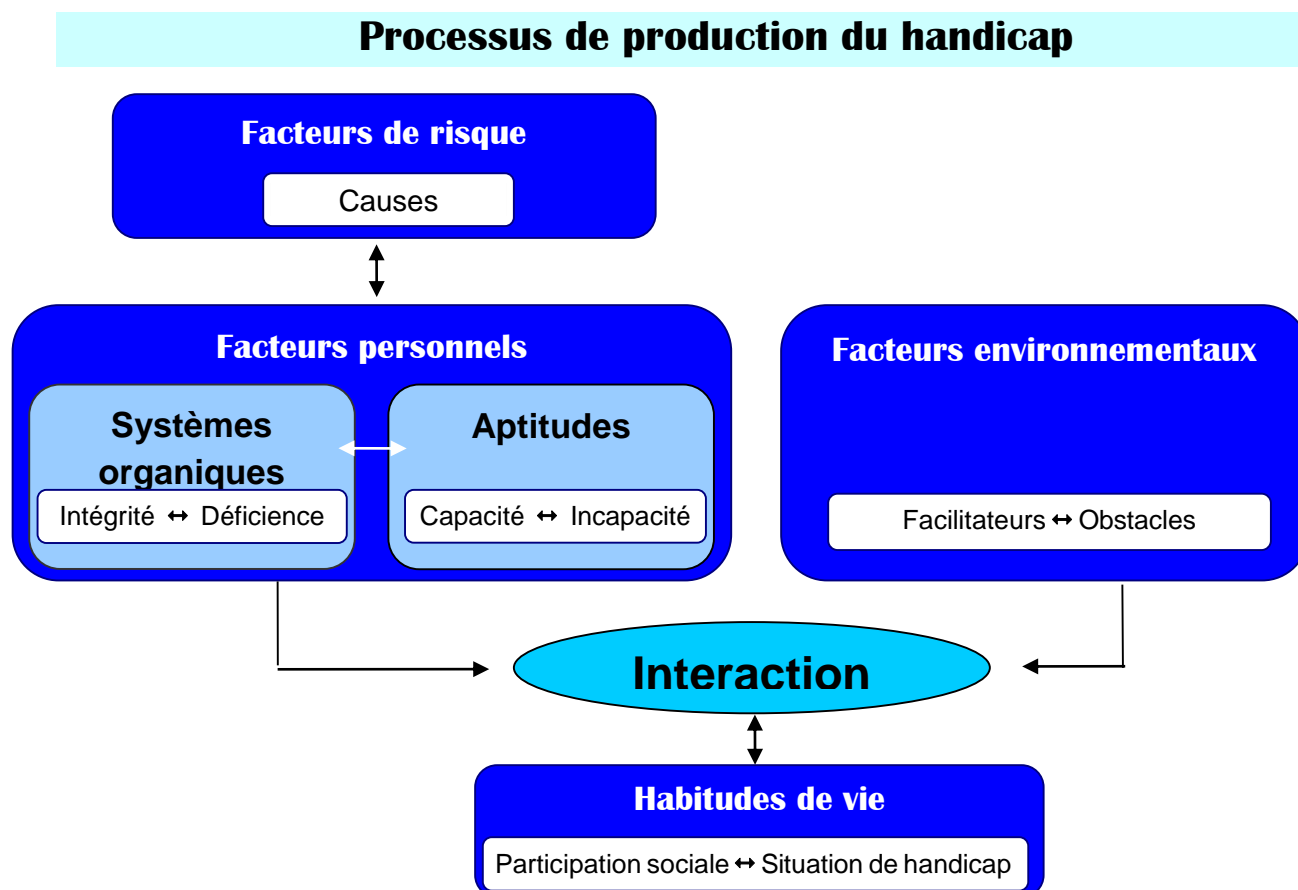 Processus de production du handicap
Facteurs de risque
Causes
Facteurs personnels
Systèmes
organiques
Intégrité ↔ Déficience
Aptitudes
Capacité ↔ Incapacité
Facteurs environnementaux
Facilitateurs ↔ Obstacles
Interaction
Habitudes de vie
Participation sociale ↔ Situation de handicap